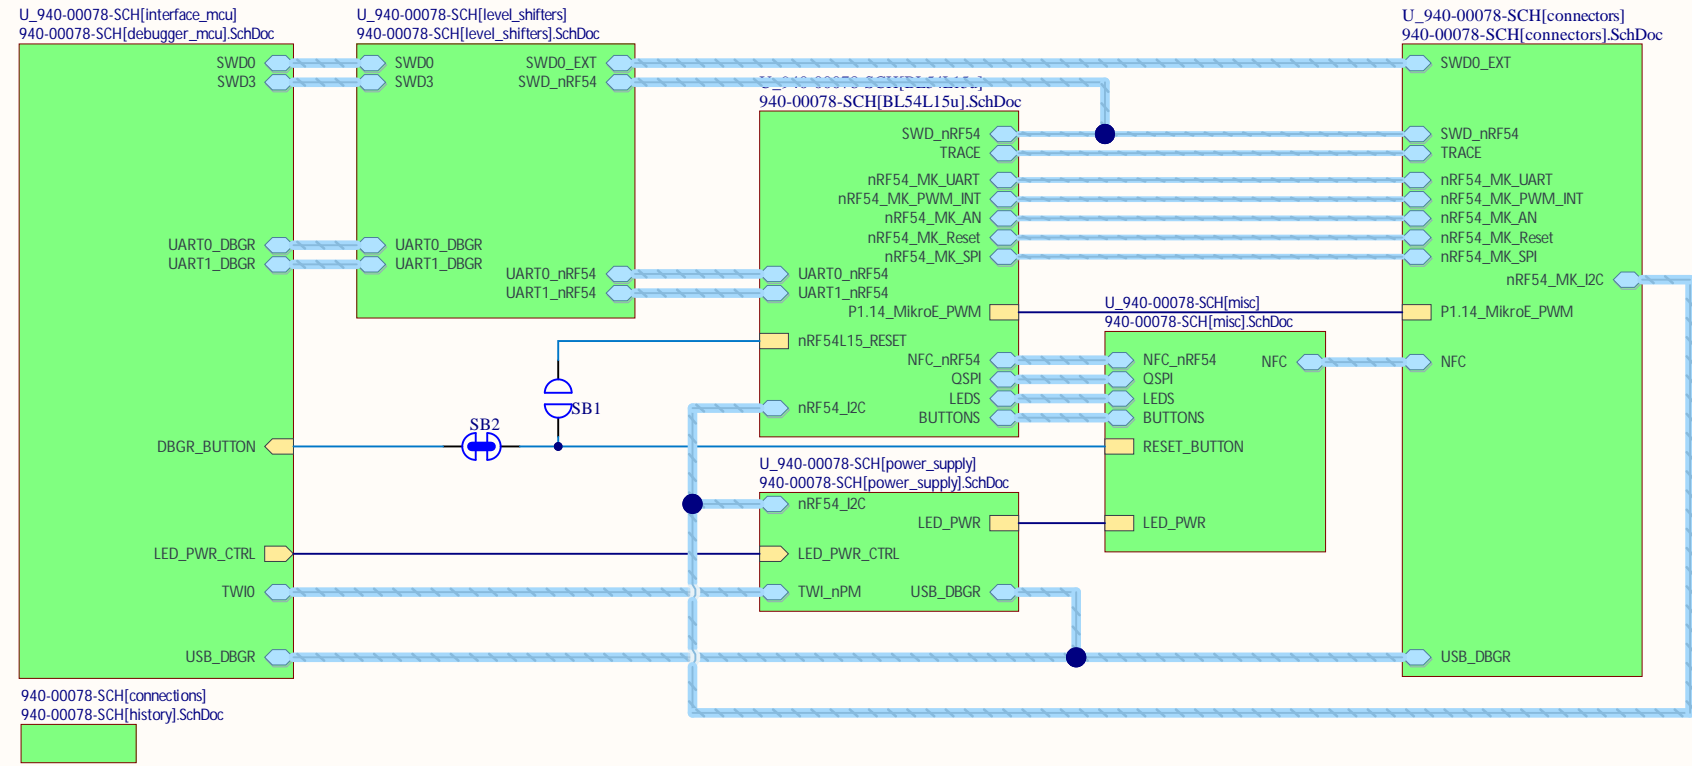 U_940-00078-SCH[interface_mcu]
940-00078-SCH[debugger_mcu].SchDoc
SWD0
SWD3
UART0_DBGR
UART1_DBGR
DBGR_BUTTON
LED_PWR_CTRL
TWI0
USB_DBGR
940-00078-SCH[connections]
940-00078-SCH[history].SchDoc
U_940-00078-SCH[level_shifters]
940-00078-SCH[level_shifters].SchDoc
SWD0
SWD3
SWD0_EXT
SWD_nRF54
UART0_DBGR
UART1_DBGR
UART0_nRF54
UART1_nRF54
SB1
SB2
U_940-00078-SCH[BL54L15u]
940-00078-SCH[BL54L15u].SchDoc
SWD_nRF54
TRACE
nRF54_MK_UART
nRF54_MK_PWM_INT
nRF54_MK_AN
nRF54_MK_Reset
nRF54_MK_SPI
UART0_nRF54
UART1_nRF54
P1.14_MikroE_PWM
nRF54L15_RESET
NFC_nRF54
QSPI
LEDS
nRF54_I2C
BUTTONS
U_940-00078-SCH[power_supply]
940-00078-SCH[power_supply].SchDoc
nRF54_I2C
LED_PWR
LED_PWR_CTRL
TWI_nPM
USB_DBGR
U_940-00078-SCH[misc]
940-00078-SCH[misc].SchDoc
NFC_nRF54
NFC
QSPI
LEDS
BUTTONS
RESET_BUTTON
LED_PWR
U_940-00078-SCH[connectors]
940-00078-SCH[connectors].SchDoc
SWD0_EXT
SWD_nRF54
TRACE
nRF54_MK_UART
nRF54_MK_PWM_INT
nRF54_MK_AN
nRF54_MK_Reset
nRF54_MK_SPI
nRF54_MK_I2C
P1.14_MikroE_PWM
NFC
USB_DBGR